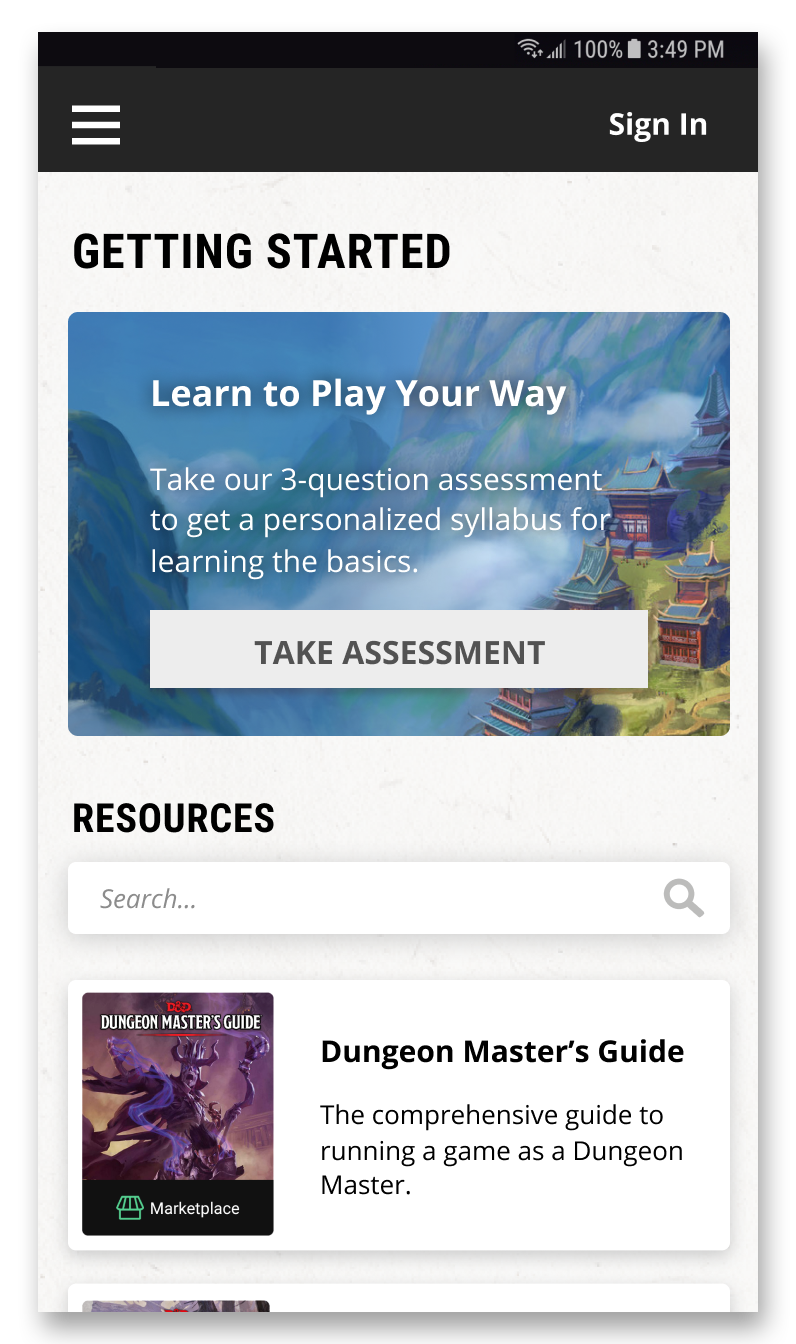 100% 3:49 PM
Sign In
GETTING STARTED
Learn to Play Your Way
Take our 3-question assessment
to get a personalized syllabus for
learning the basics.
TAKE ASSESSMENT
RESOURCES
Search...
D&D
DUNGEON MASTER'S GUIDE
Marketplace
Dungeon Master’s Guide
The comprehensive guide to
running a game as a Dungeon
Master.